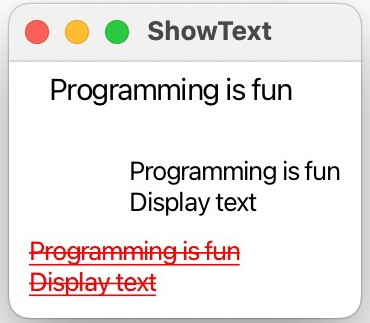 ShowText
Programming is fun
Programming is fun
Display text
Programming is fun
Display text